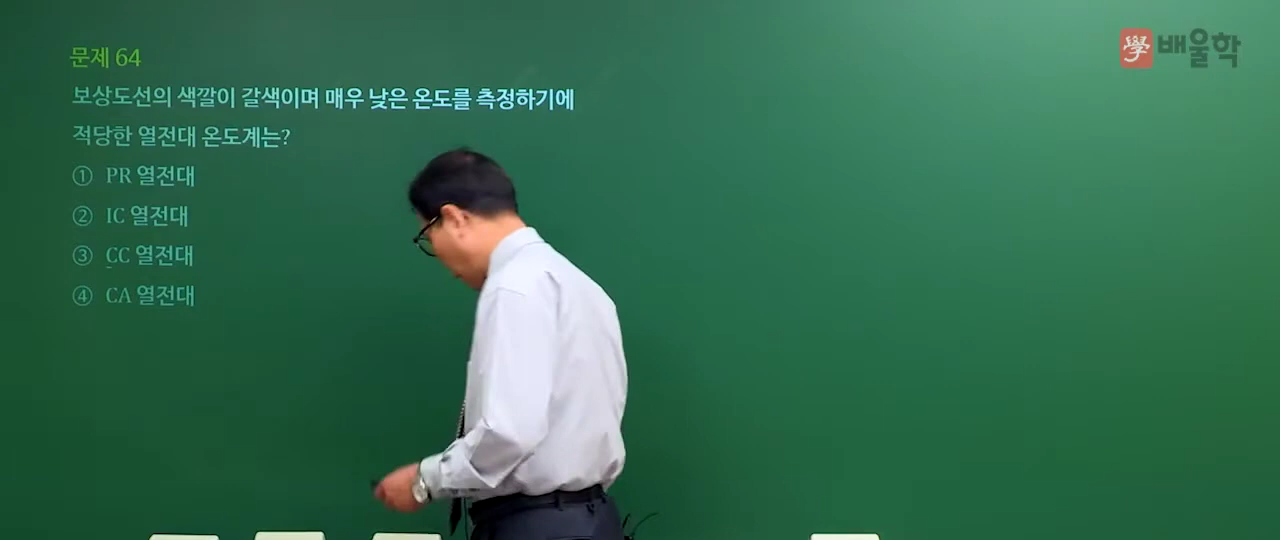 문제 64
學 배울학
보상도선의 색깔이 갈색이며 매우 낮은 온도를 측정하기에
적당한 열전대 온도계는?
① PR 열전대
② IC 열전대
③ CC 열전대
④ CA 열전대